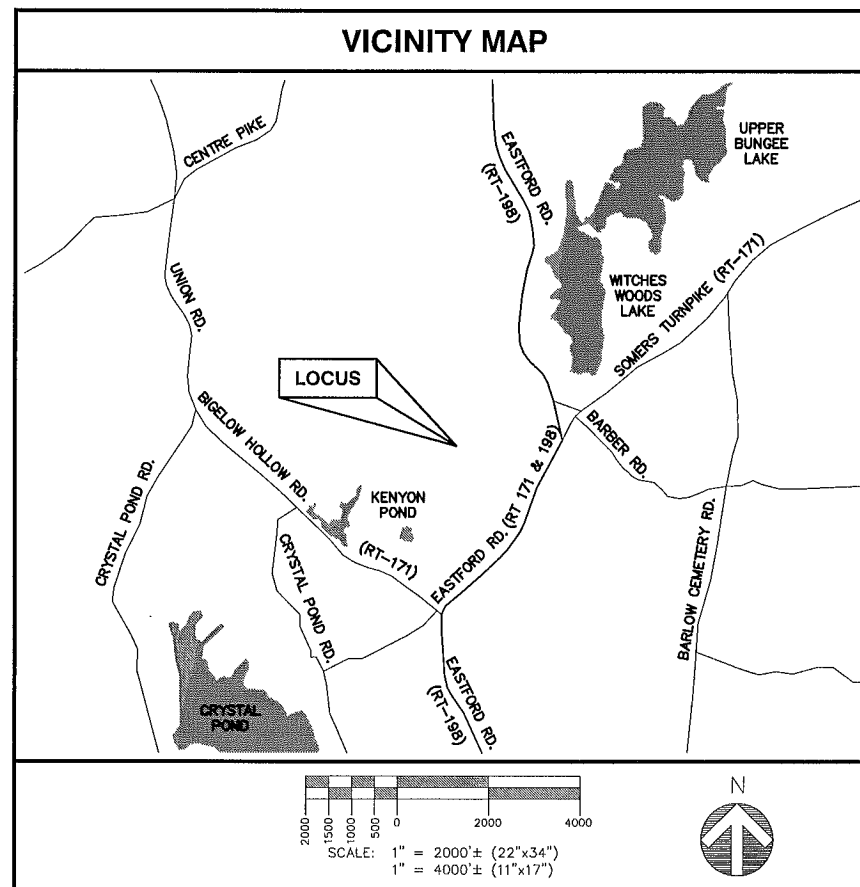 VICINITY MAP
CENTRE PIKE
EASTFORD RD.
(RT-198)
UPPER
BUNGEE
LAKE
UNION RD.
WITCHES
WOODS
LAKE
SOMERS TURNPIKE (RT-171)
LOCUS
BIGELOW HOLLOW RD.
(RT-171)
BARBER RD.
KENYON
POND
EASTFORD RD. (RT 171 & 198)
CRYSTAL POND RD.
CRYSTAL POND RD.
BARLOW CEMETERY RD.
EASTFORD RD.
(RT-198)
CRYSTAL
POND
2000
1500
1000
500
0
2000
4000
SCALE: 1" = 2000'± (22"x34")
1" = 4000'± (11"x17")
N